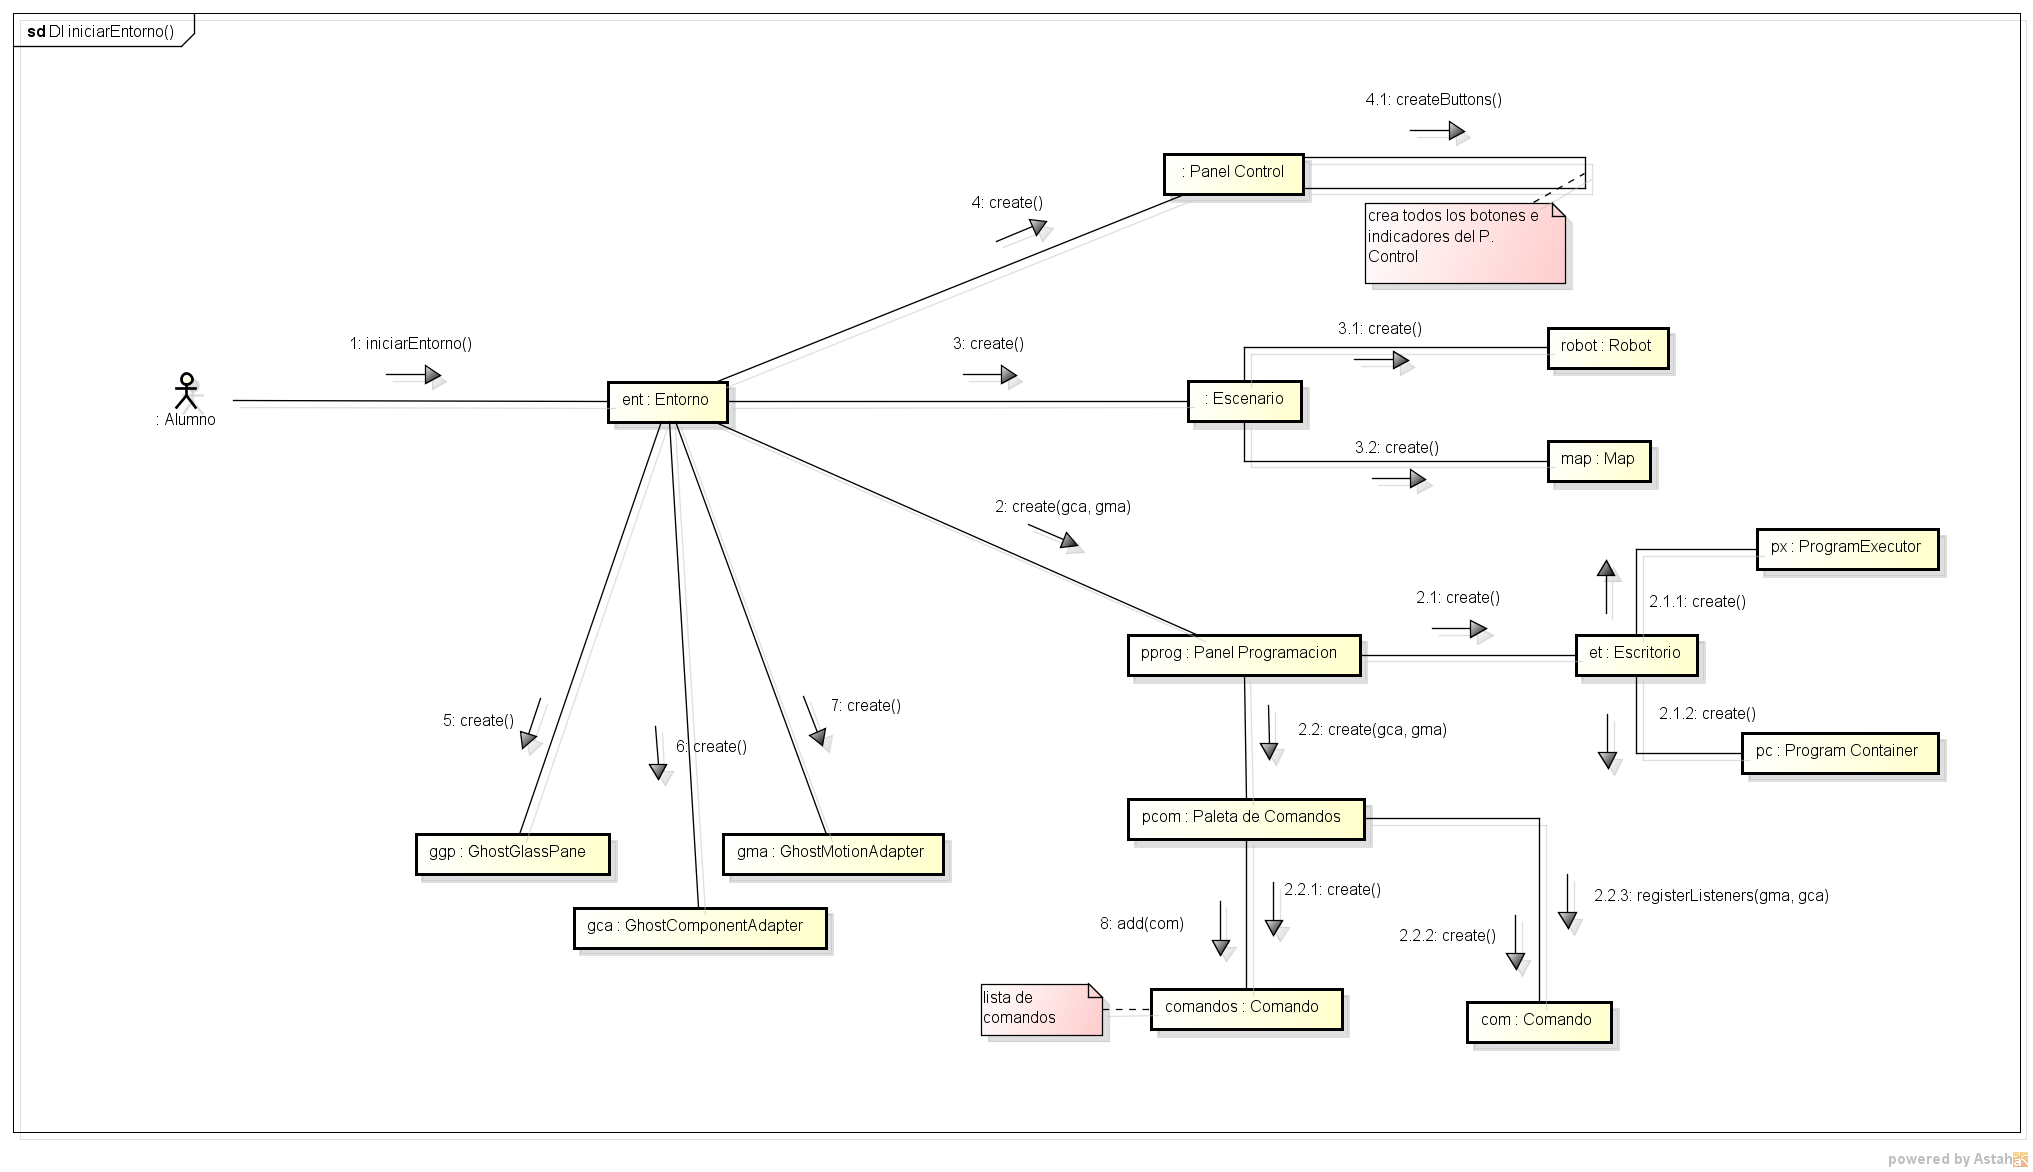 sd DI iniciarEntorno()
4.1: createButtons()
: Panel Control
4: create()
crea todos los botones e
indicadores del P.
Control
1: iniciarEntorno()
3: create()
3.1: create()
robot : Robot
ent : Entorno
: Escenario
: Alumno
3.2: create()
map : Map
2: create(gca, gma)
px : ProgramExecutor
2.1: create()
2.1.1: create()
pprog : Panel Programacion
et : Escritorio
5: create()
7: create()
2.1.2: create()
6: create()
2.2: create(gca, gma)
pc : Program Container
pcom : Paleta de Comandos
ggp : GhostGlassPane
gma : GhostMotionAdapter
2.2.1: create()
2.2.3: registerListeners(gma, gca)
gca : GhostComponentAdapter
8: add(com)
2.2.2: create()
lista de
comandos
comandos : Comando
com : Comando
powered by Astah